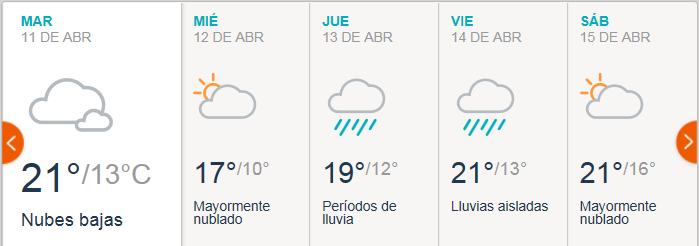 MAR
11 DE ABR
21°/13°C
Nubes bajas
MIÉ
12 DE ABR
17°/10°
Mayormente
nublado
JUE
13 DE ABR
19°/12°
Períodos de
lluvia
VIE
14 DE ABR
21°/13°
Lluvias aisladas
SÁB
15 DE ABR
21°/16°
Mayormente
nublado